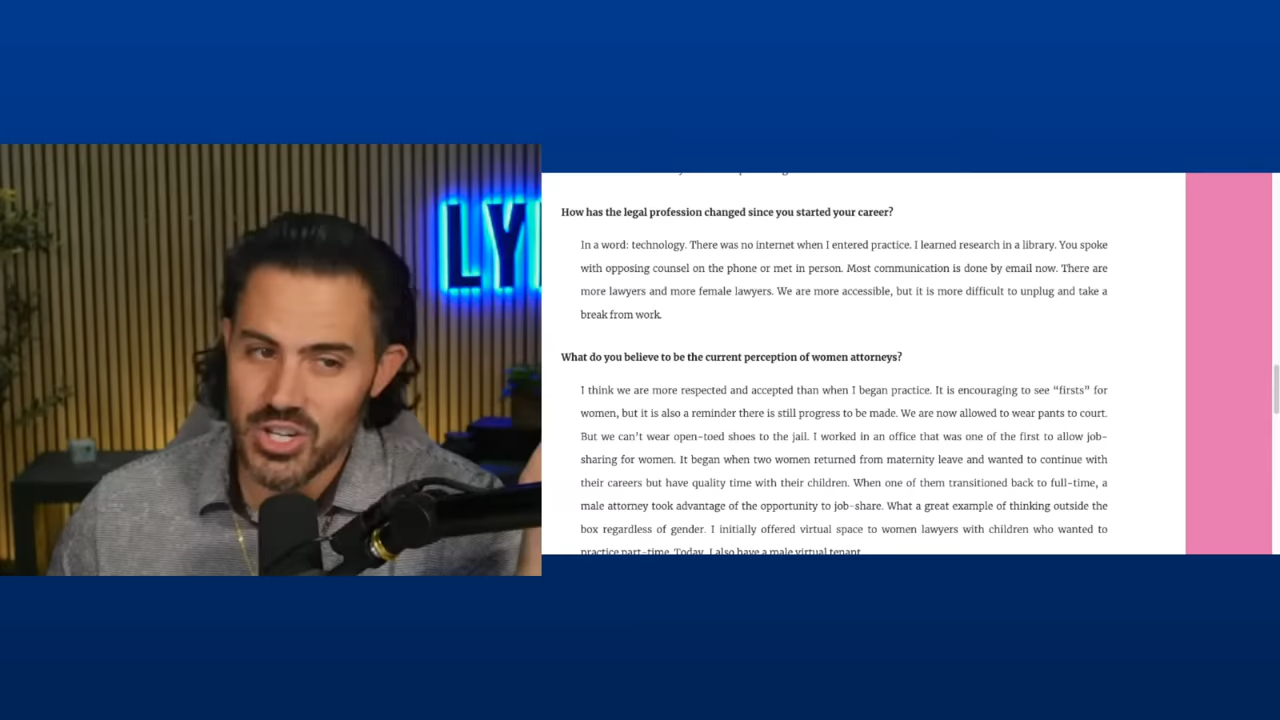 LY
How has the legal profession changed since you started your career?
In a word: technology. There was no internet when I entered practice. I learned research in a library. You spoke
with opposing counsel on the phone or met in person. Most communication is done by email now. There are
more lawyers and more female lawyers. We are more accessible, but it is more difficult to unplug and take a
break from work.
What do you believe to be the current perception of women attorneys?
I think we are more respected and accepted than when I began practice. It is encouraging to see “firsts” for
women, but it is also a reminder there is still progress to be made. We are now allowed to wear pants to court.
But we can’t wear open-toed shoes to the jail. I worked in an office that was one of the first to allow job-
sharing for women. It began when two women returned from maternity leave and wanted to continue with
their careers but have quality time with their children. When one of them transitioned back to full-time, a
male attorney took advantage of the opportunity to job-share. What a great example of thinking outside the
box regardless of gender. I initially offered virtual space to women lawyers with children who wanted to
practice part-time. Today, I also have a male virtual tenant.